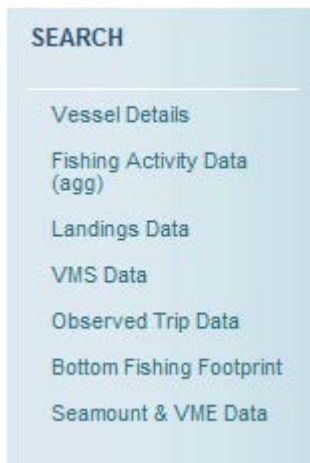 SEARCH
Vessel Details
Fishing Activity Data
(agg)
Landings Data
VMS Data
Observed Trip Data
Bottom Fishing Footprint
Seamount & VME Data